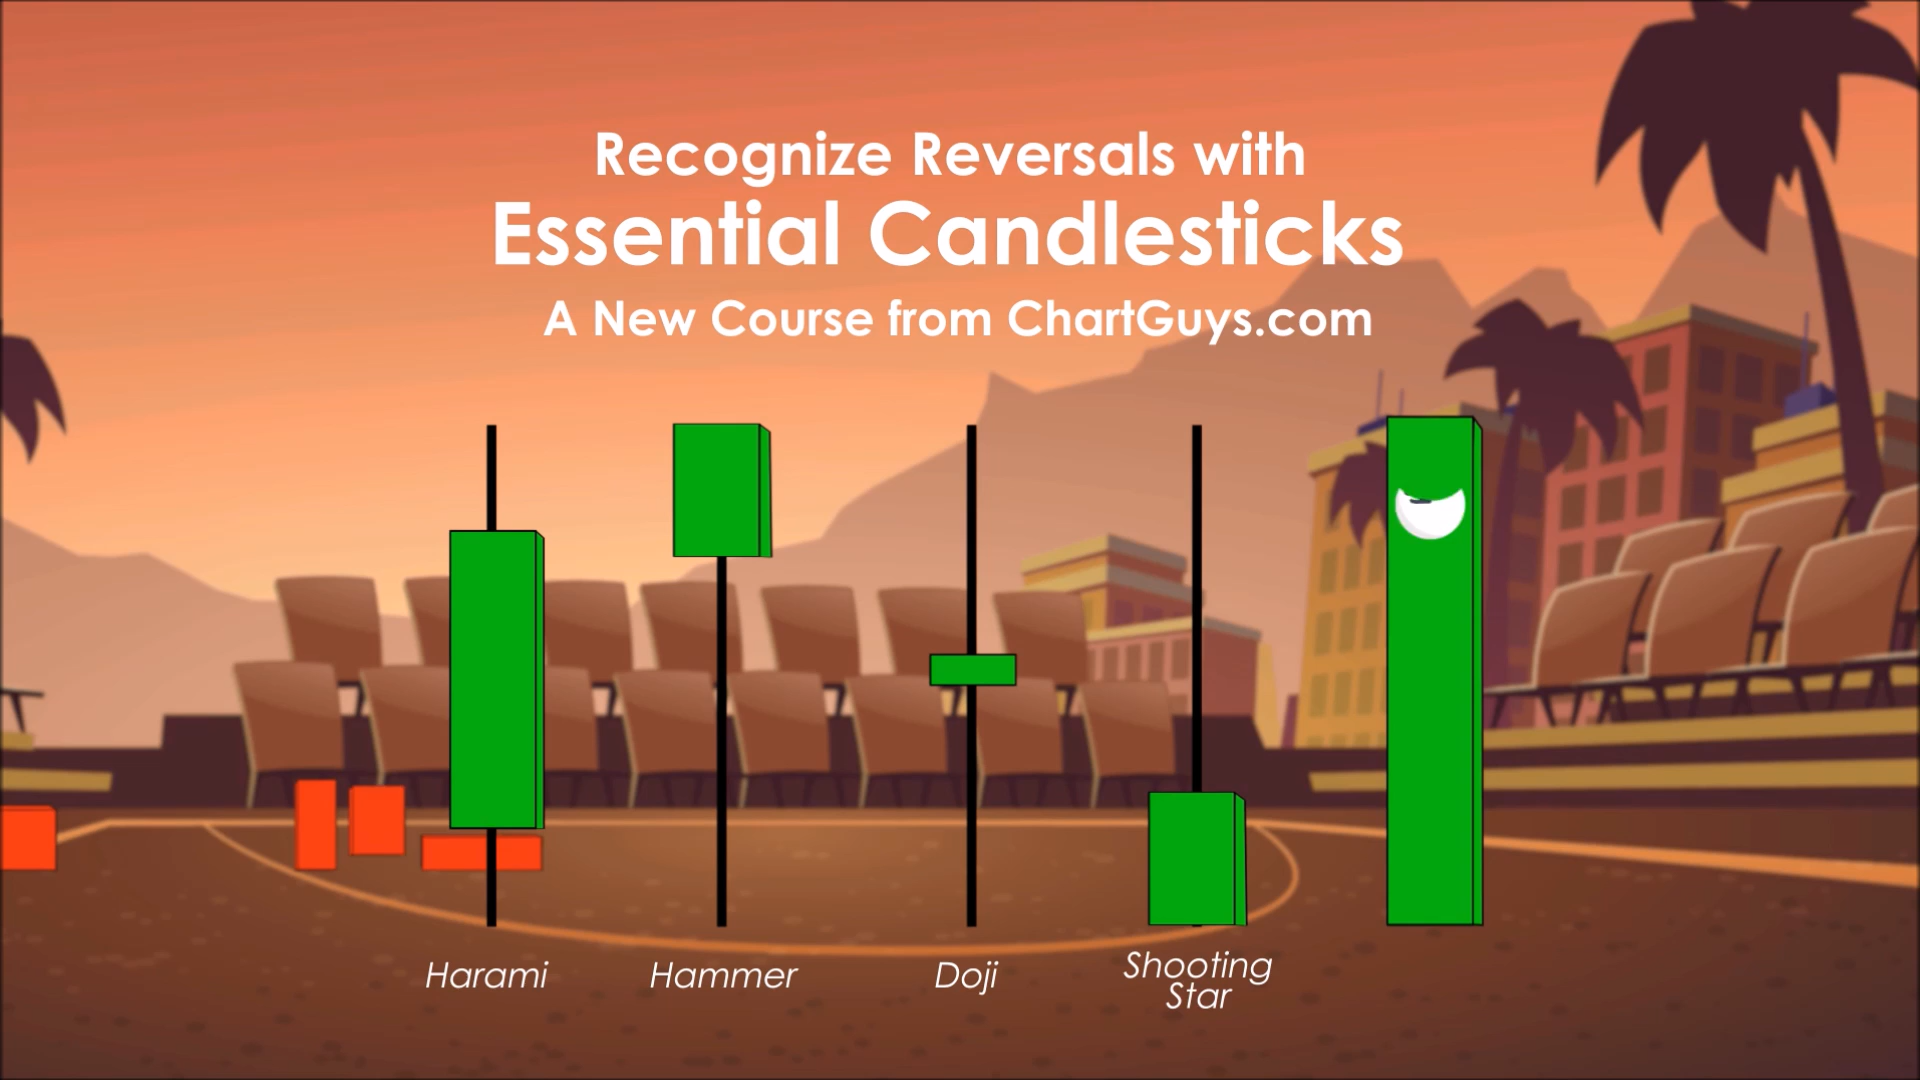 Recognize Reversals with
Essential Candlesticks
A New Course from ChartGuys.com
Harami
Hammer
Doji
Shooting
Star